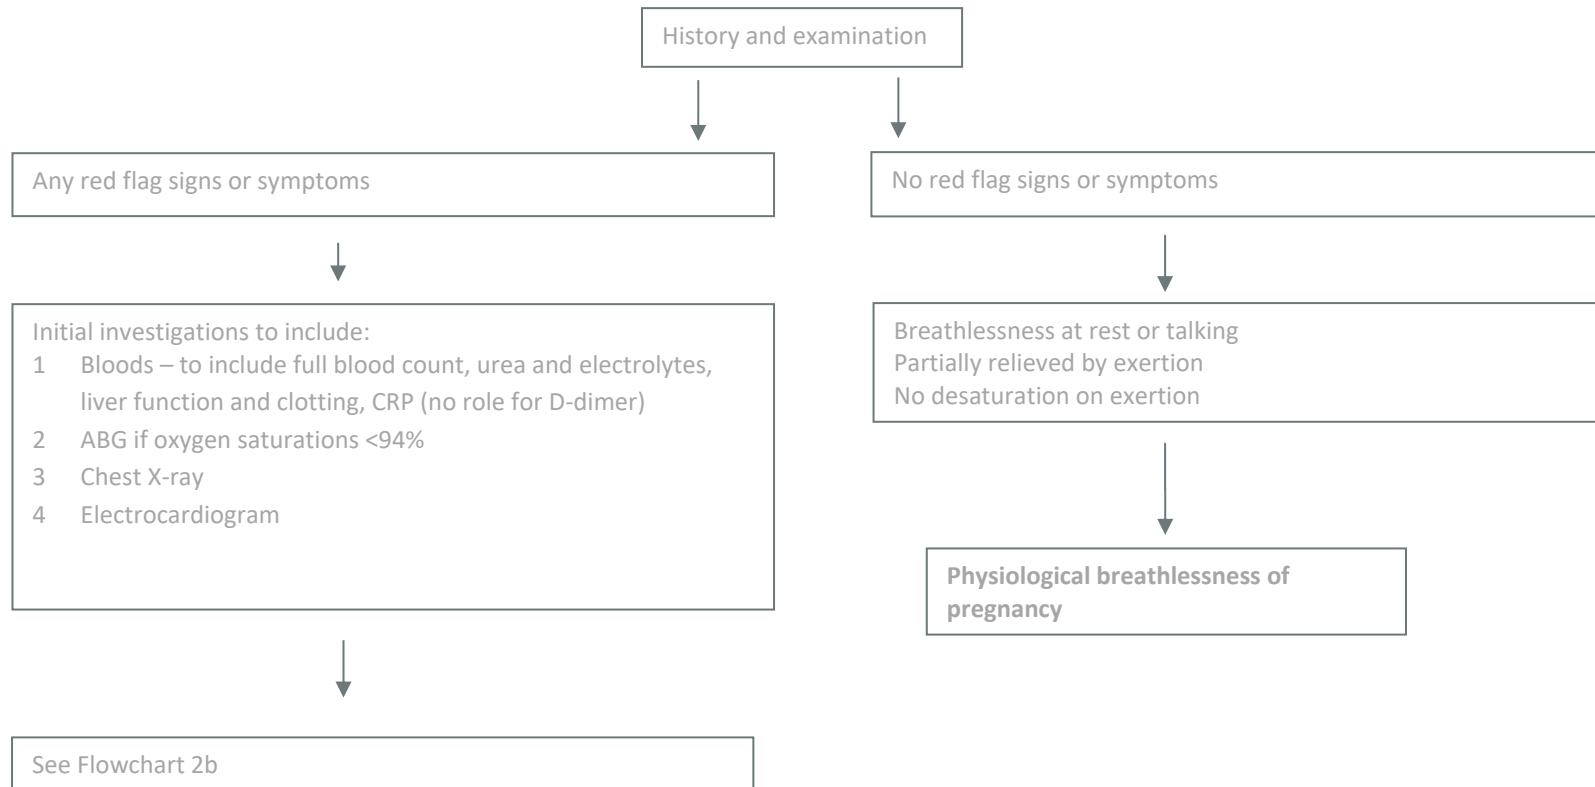 History and examination
Any red flag signs or symptoms
No red flag signs or symptoms
Initial investigations to include:
1 Bloods – to include full blood count, urea and electrolytes,
liver function and clotting, CRP (no role for D-dimer)
2 ABG if oxygen saturations <94%
3 Chest X-ray
4 Electrocardiogram
Breathlessness at rest or talking
Partially relieved by exertion
No desaturation on exertion
Physiological breathlessness of
pregnancy
See Flowchart 2b